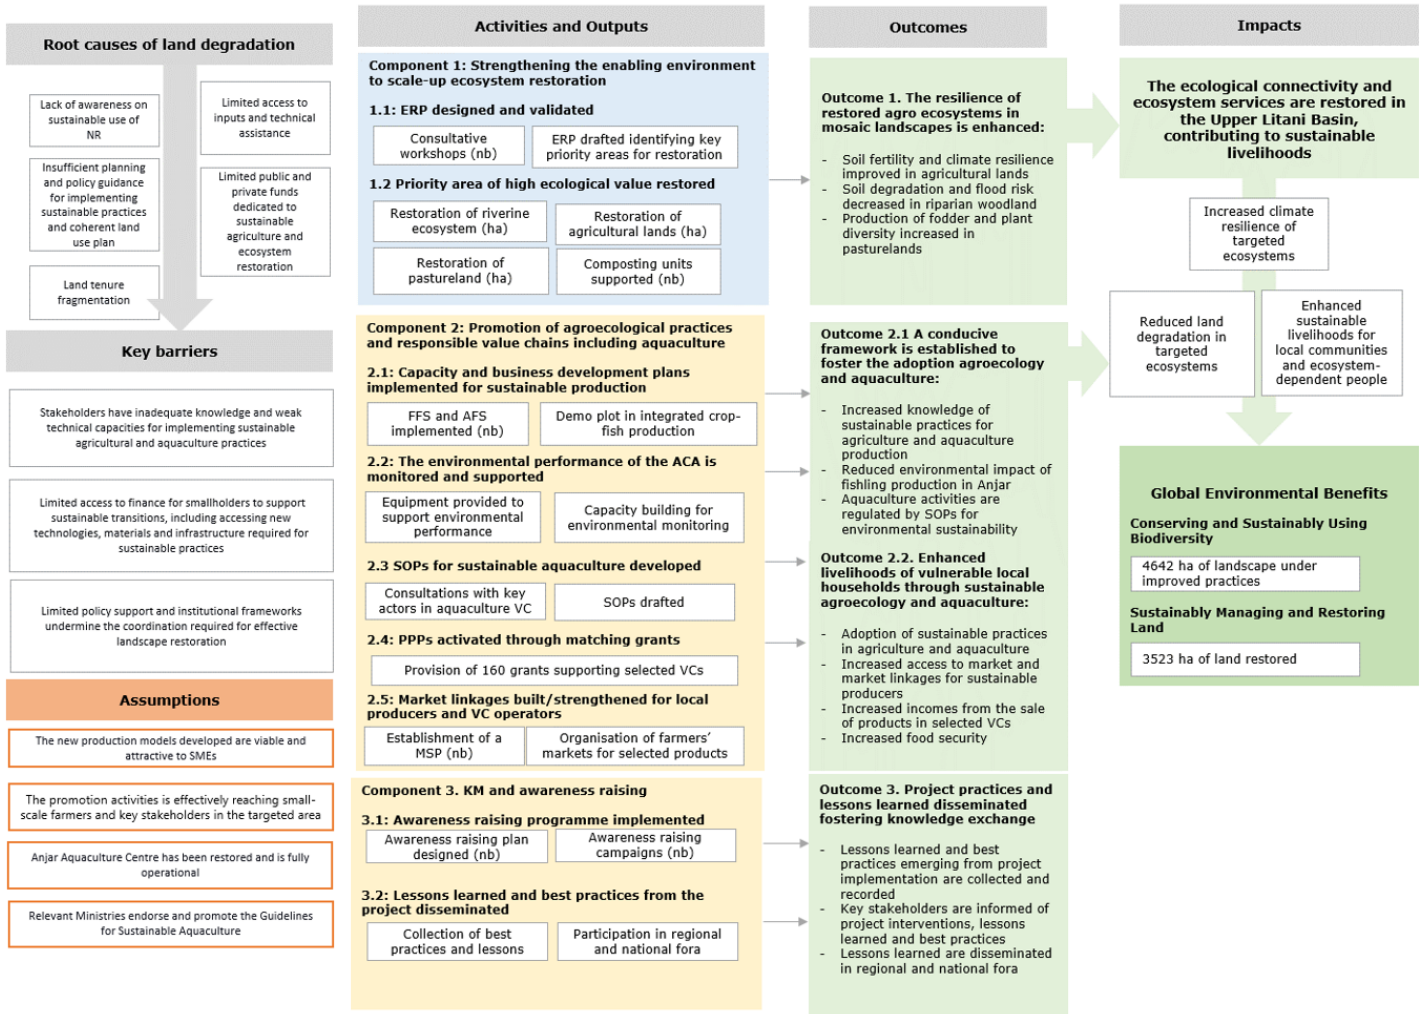 Root causes of land degradation
Lack of awareness on
sustainable use of
NR
Limited access to
inputs and technical
assistance
Insufficient planning
and policy guidance
for implementing
sustainable practices
and coherent land
use plan
Limited public and
private funds
dedicated to
sustainable
agriculture and
ecosystem
restoration
Land tenure
fragmentation
Key barriers
Stakeholders have inadequate knowledge and weak
technical capacities for implementing sustainable
agricultural and aquaculture practices
Limited access to finance for smallholders to support
sustainable transitions, including accessing new
technologies, materials and infrastructure required for
sustainable practices
Limited policy support and institutional frameworks
undermine the coordination required for effective
landscape restoration
Assumptions
The new production models developed are viable and
attractive to SMEs
The promotion activities is effectively reaching small-
scale farmers and key stakeholders in the targeted area
Anjar Aquaculture Centre has been restored and is fully
operational
Relevant Ministries endorse and promote the Guidelines
for Sustainable Aquaculture
Activities and Outputs
Component 1: Strengthening the enabling environment
to scale-up ecosystem restoration
1.1: ERP designed and validated
Consultative
workshops (nb)
ERP drafted identifying key
priority areas for restoration
1.2 Priority area of high ecological value restored
Restoration of riverine
ecosystem (ha)
Restoration of
agricultural lands (ha)
Restoration of
pastureland (ha)
Composting units
supported (nb)
Component 2: Promotion of agroecological practices
and responsible value chains including aquaculture
2.1: Capacity and business development plans
implemented for sustainable production
FFS and AFS
implemented (nb)
Demo plot in integrated crop-
fish production
2.2: The environmental performance of the ACA is
monitored and supported
Equipment provided to
support environmental
performance
Capacity building for
environmental monitoring
2.3 SOPs for sustainable aquaculture developed
Consultations with key
actors in aquaculture VC
SOPs drafted
2.4: PPPs activated through matching grants
Provision of 160 grants supporting selected VCs
2.5: Market linkages built/strengthened for local
producers and VC operators
Establishment of a
MSP (nb)
Organisation of farmers'
markets for selected products
Component 3. KM and awareness raising
3.1: Awareness raising programme implemented
Awareness raising plan
designed (nb)
Awareness raising
campaigns (nb)
3.2: Lessons learned and best practices from the
project disseminated
Collection of best
practices and lessons
Participation in regional
and national fora
Outcomes
Outcome 1. The resilience of
restored agro ecosystems in
mosaic landscapes is enhanced:
- Soil fertility and climate resilience
improved in agricultural lands
- Soil degradation and flood risk
decreased in riparian woodland
- Production of fodder and plant
diversity increased in
pasturelands
Outcome 2.1 A conducive
framework is established to
foster the adoption agroecology
and aquaculture:
- Increased knowledge of
sustainable practices for
agriculture and aquaculture
production
- Reduced environmental impact of
fishling production in Anjar
- Aquaculture activities are
regulated by SOPs for
environmental sustainability
Outcome 2.2. Enhanced
livelihoods of vulnerable local
households through sustainable
agroecology and aquaculture:
- Adoption of sustainable practices
in agriculture and aquaculture
- Increased access to market and
market linkages for sustainable
producers
- Increased incomes from the sale
of products in selected VCs
- Increased food security
Outcome 3. Project practices and
lessons learned disseminated
fostering knowledge exchange
- Lessons learned and best
practices emerging from project
implementation are collected and
recorded
- Key stakeholders are informed of
project interventions, lessons
learned and best practices
- Lessons learned are disseminated
in regional and national fora
Impacts
The ecological connectivity and
ecosystem services are restored in
the Upper Litani Basin,
contributing to sustainable
livelihoods
Increased climate
resilience of
targeted
ecosystems
Reduced land
degradation in
targeted
ecosystems
Enhanced
sustainable
livelihoods for
local communities
and ecosystem-
dependent people
Global Environmental Benefits
Conserving and Sustainably Using
Biodiversity
4642 ha of landscape under
improved practices
Sustainably Managing and Restoring
Land
3523 ha of land restored